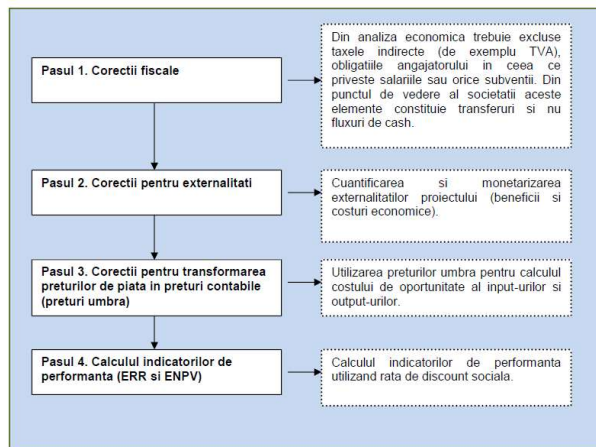 Pasul 1. Corectii fiscale
Din analiza economica trebuie excluse
taxele indirecte (de exemplu TVA),
obligatiile angajatorului in ceea ce
priveste salariile sau orice subventii. Din
punctul de vedere al societatii aceste
elemente constituie transferuri si nu
fluxuri de cash.
Pasul 2. Corectii pentru externalitati
Cuantificarea si monetarizarea
externalitatilor proiectului (beneficii si
costuri economice).
Pasul 3. Corectii pentru transformarea
preturilor de piata in preturi contabile
(preturi umbra)
Utilizarea preturilor umbra pentru calculul
costului de oportunitate al input-urilor si
output-urilor.
Pasul 4. Calculul indicatorilor de
performanta (ERR si ENPV)
Calculul indicatorilor de performanta
utilizand rata de discount sociala.